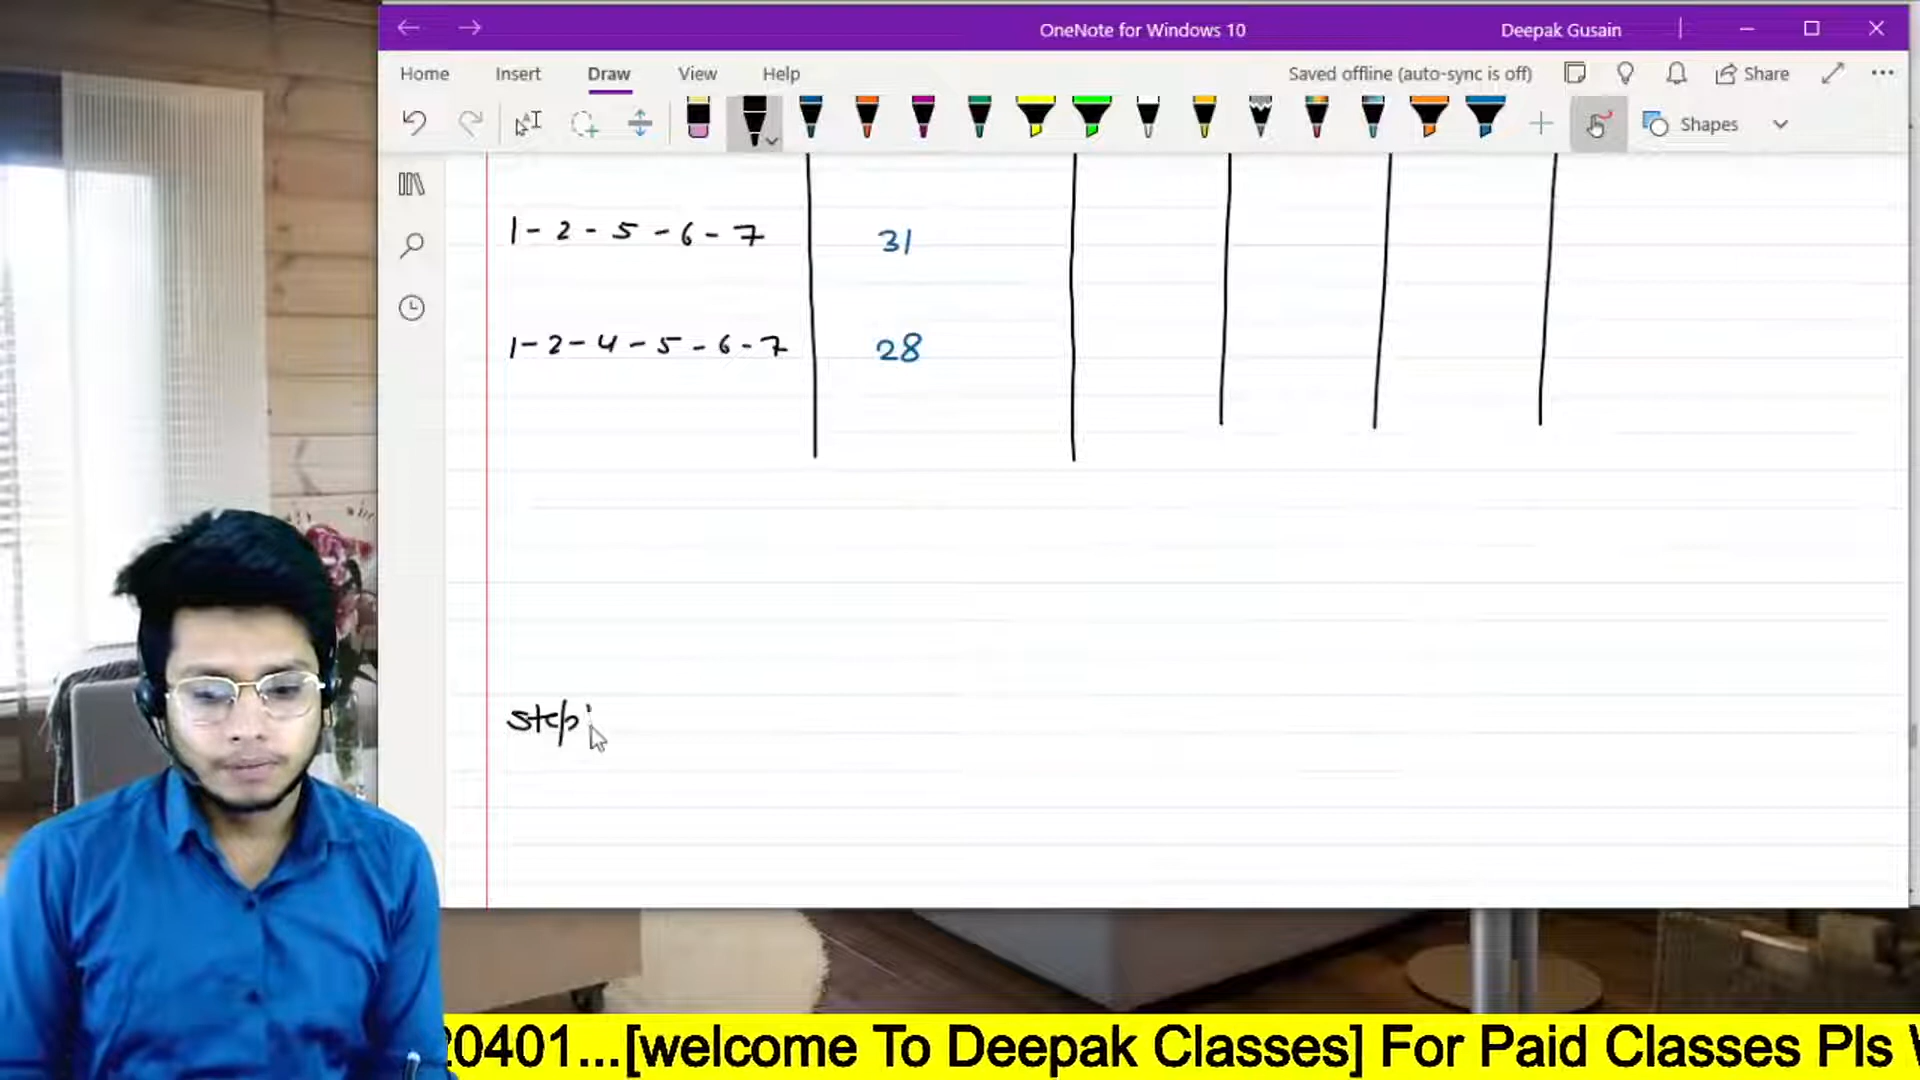 OneNote for Windows 10
Deepak Gusain
Home Insert Draw View Help
Saved offline (auto-sync is off)
Share
Shapes
1 - 2 - 5 - 6 - 7 31
1 - 2 - 4 - 5 - 6 - 7 28
step
20401...[welcome To Deepak Classes] For Paid Classes Pls